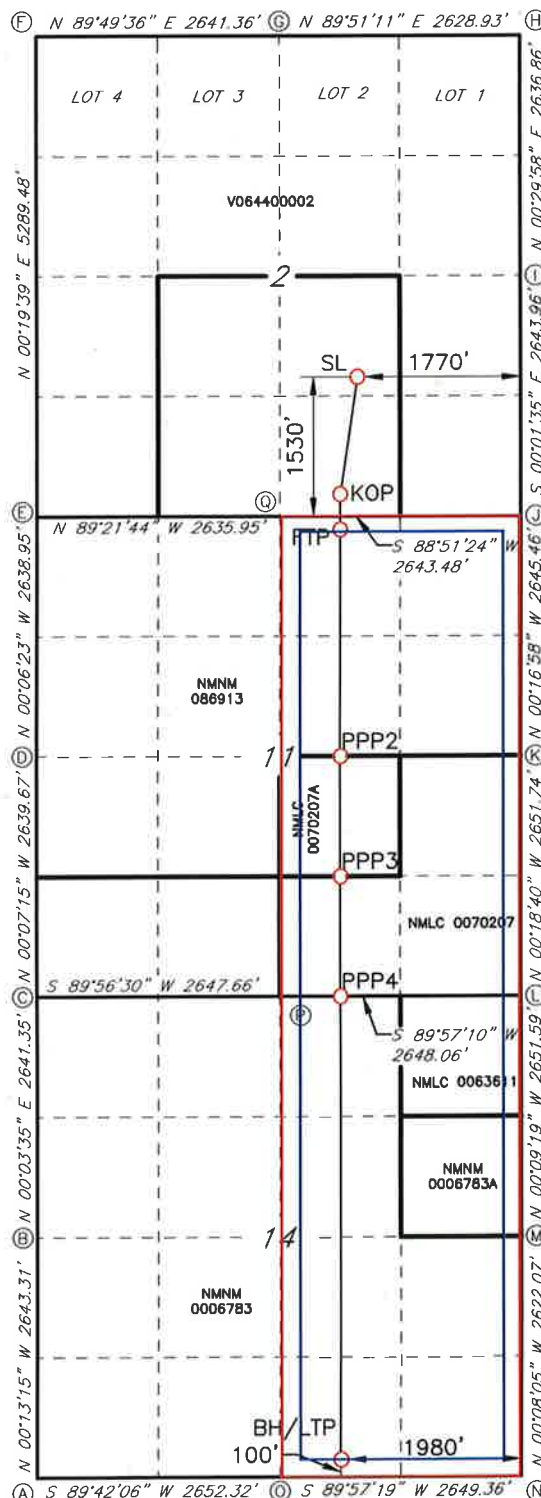 F N 89°49'36" E 2641.36' G N 89°51'11" E 2628.93' H
LOT 4 LOT 3 LOT 2 LOT 1
N 00°29'58" E 2636.86'
V064400002
N 00°19'39" E 5289.48'
2
I
SL 1770'
1530'
S 00°01'35" E 2643.96'
KOP
Q
E N 89°21'44" W 2635.95' J
FTP
S 88°51'24" W
2643.48'
N 00°06'23" W 2638.95'
N 00°16'58" W 2645.46'
NMNM
086913
PPP2
D 11 K
NMLC
0070207A
PPP3
N 00°07'15" W 2639.67'
N 00°18'40" W 2651.74'
NMLC 0070207
S 89°56'30" W 2647.66'
PPP4
C L
P
S 89°57'10" W
2648.06'
NMLC 0063611
N 00°03'35" E 2641.35'
N 00°09'19" W 2651.59'
NMNM
0006783A
B 14 M
NMNM
0006783
N 00°13'15" W 2643.31'
N 00°08'05" W 2622.07'
BH/LTP
100' 1980'
A S 89°42'06" W 2652.32' O S 89°57'19" W 2649.36' N